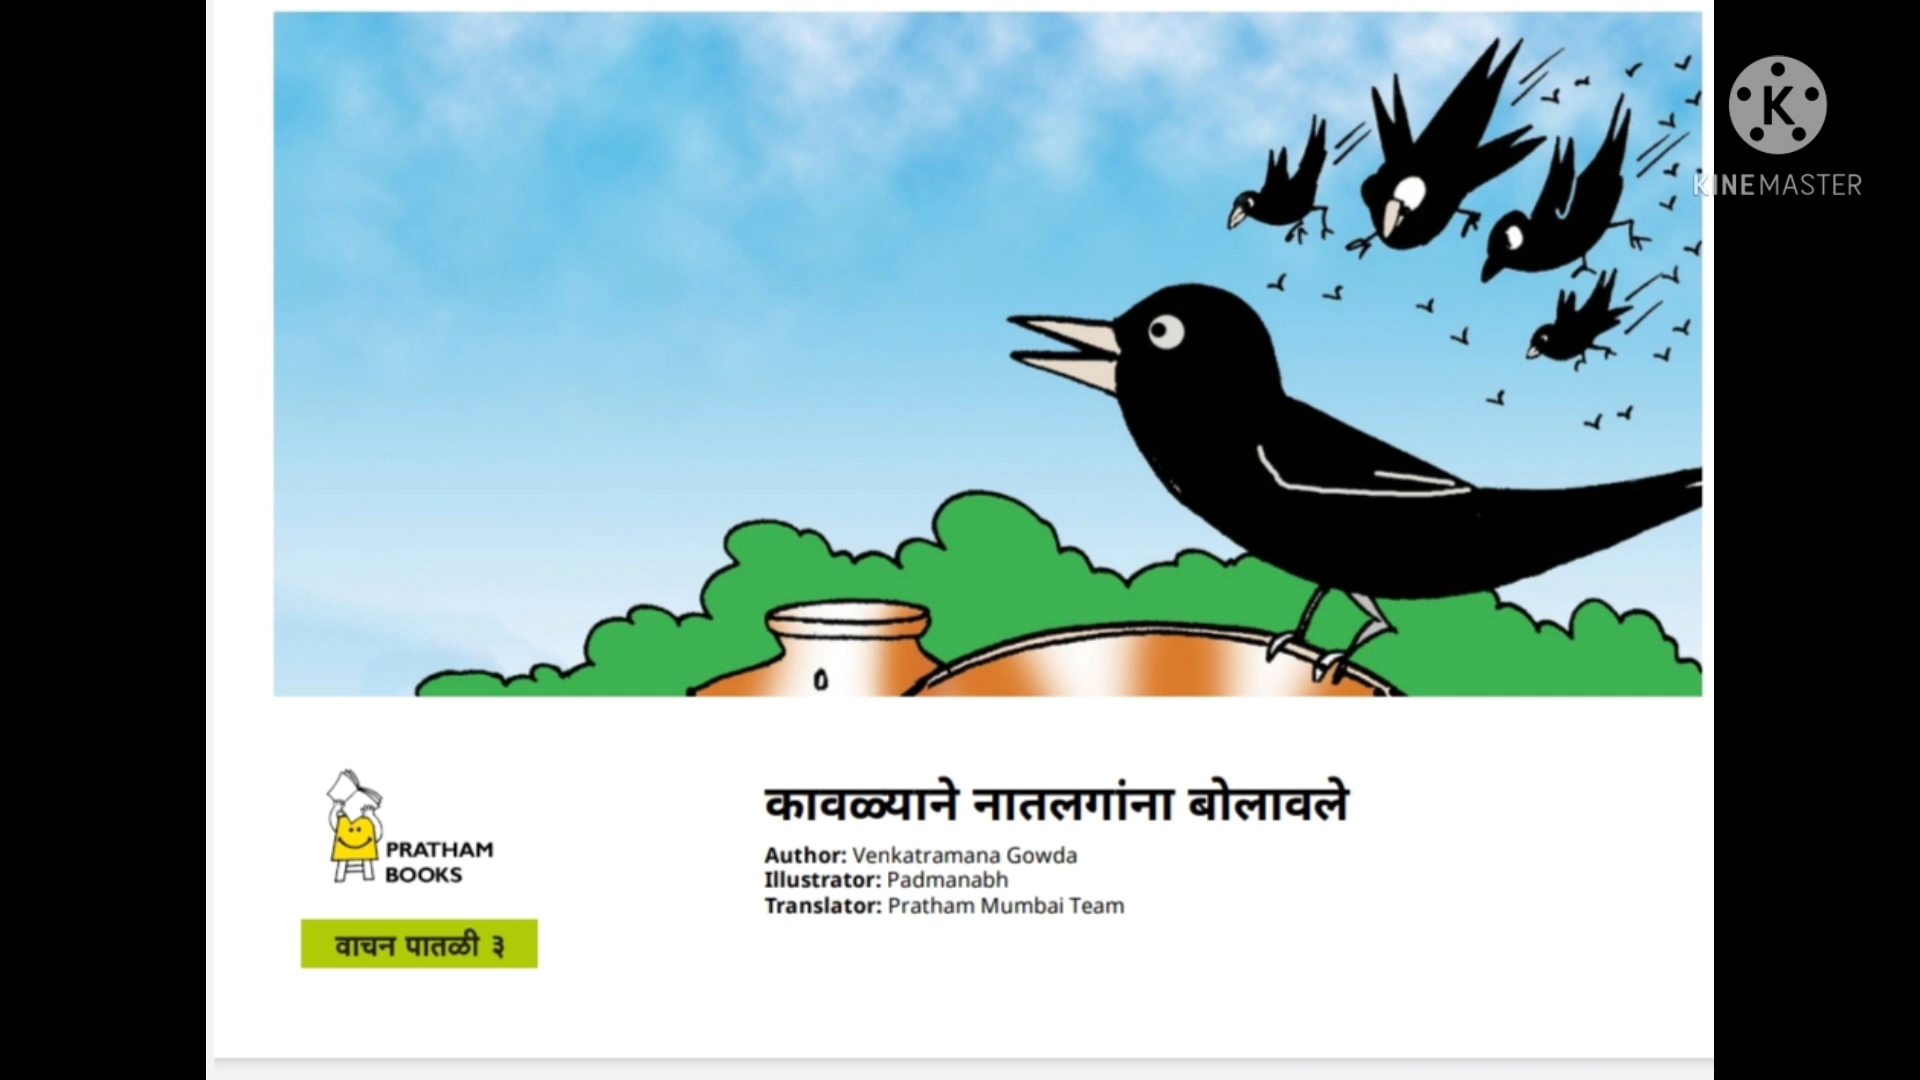 KINEMASTER
कावळ्याने नातलगांना बोलावले
Author: Venkatramana Gowda
Illustrator: Padmanabh
Translator: Pratham Mumbai Team
PRATHAM
BOOKS
वाचन पातळी ३